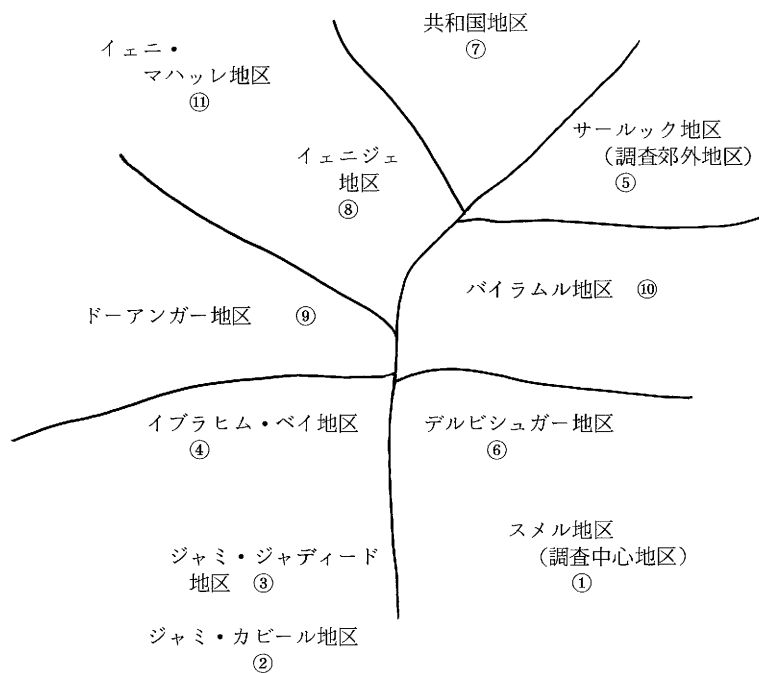 共和国地区
⑦
イェニ・
マハッレ地区
⑪
サールック地区
（調査郊外地区）
⑤
イェニジェ
地区
⑧
バイラムル地区 ⑩
ドーアンガー地区 ⑨
イブラヒム・ベイ地区
④
デルビシュガー地区
⑥
スメル地区
（調査中心地区）
①
ジャミ・ジャディード
地区 ③
ジャミ・カビール地区
②